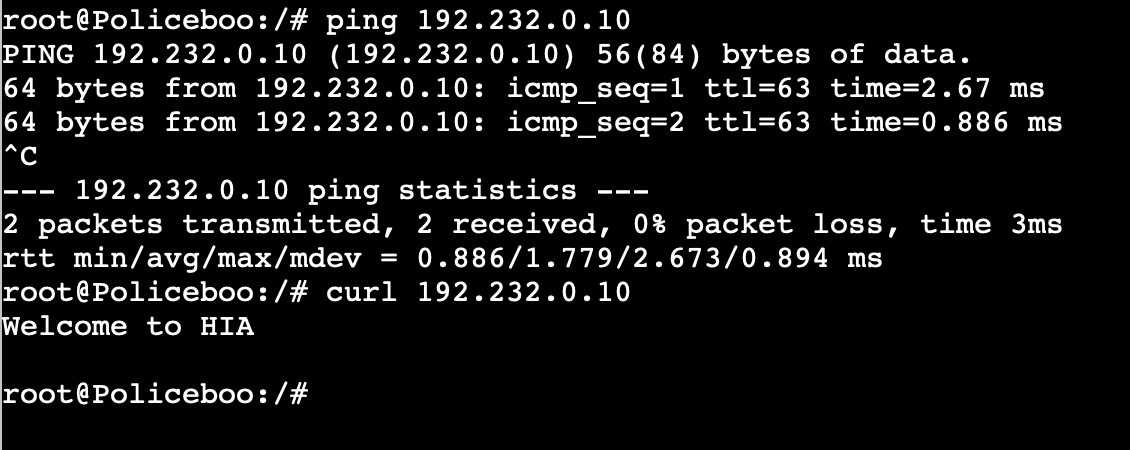 root@Policeboo:/# ping 192.232.0.10
PING 192.232.0.10 (192.232.0.10) 56(84) bytes of data.
64 bytes from 192.232.0.10: icmp_seq=1 ttl=63 time=2.67 ms
64 bytes from 192.232.0.10: icmp_seq=2 ttl=63 time=0.886 ms
^C
--- 192.232.0.10 ping statistics ---
2 packets transmitted, 2 received, 0% packet loss, time 3ms
rtt min/avg/max/mdev = 0.886/1.779/2.673/0.894 ms
root@Policeboo:/# curl 192.232.0.10
Welcome to HIA
root@Policeboo:/#